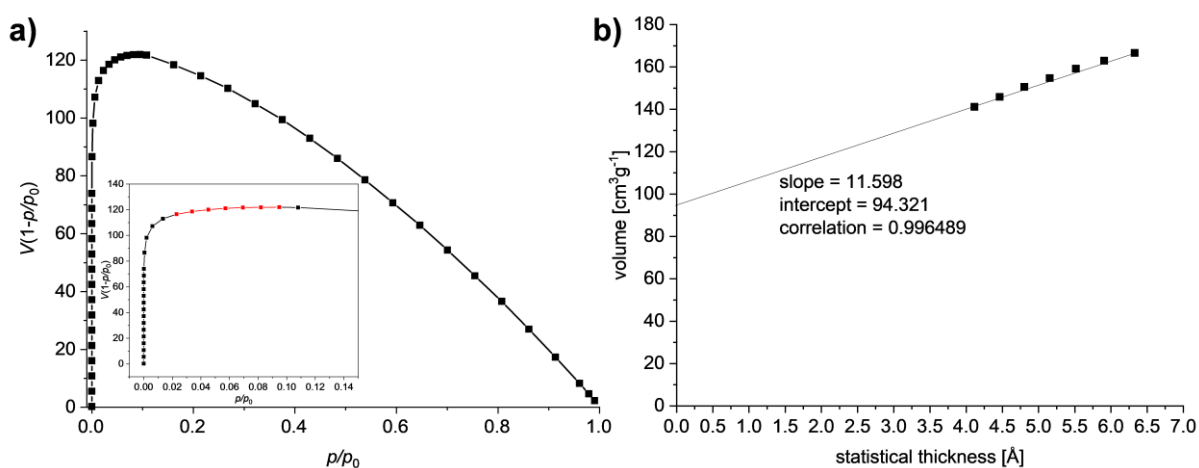 a)
V(1-p/p0)
120
100
80
60
40
20
0
0.0 0.2 0.4 0.6 0.8 1.0
p/p0
V(1-p/p0)
140
120
100
80
60
40
20
0
0.00 0.02 0.04 0.06 0.08 0.10 0.12 0.14
p/p0
b)
volume [cm³g⁻¹]
180
160
140
120
100
80
60
40
20
0
slope = 11.598
intercept = 94.321
correlation = 0.996489
0.0 0.5 1.0 1.5 2.0 2.5 3.0 3.5 4.0 4.5 5.0 5.5 6.0 6.5 7.0
statistical thickness [Å]